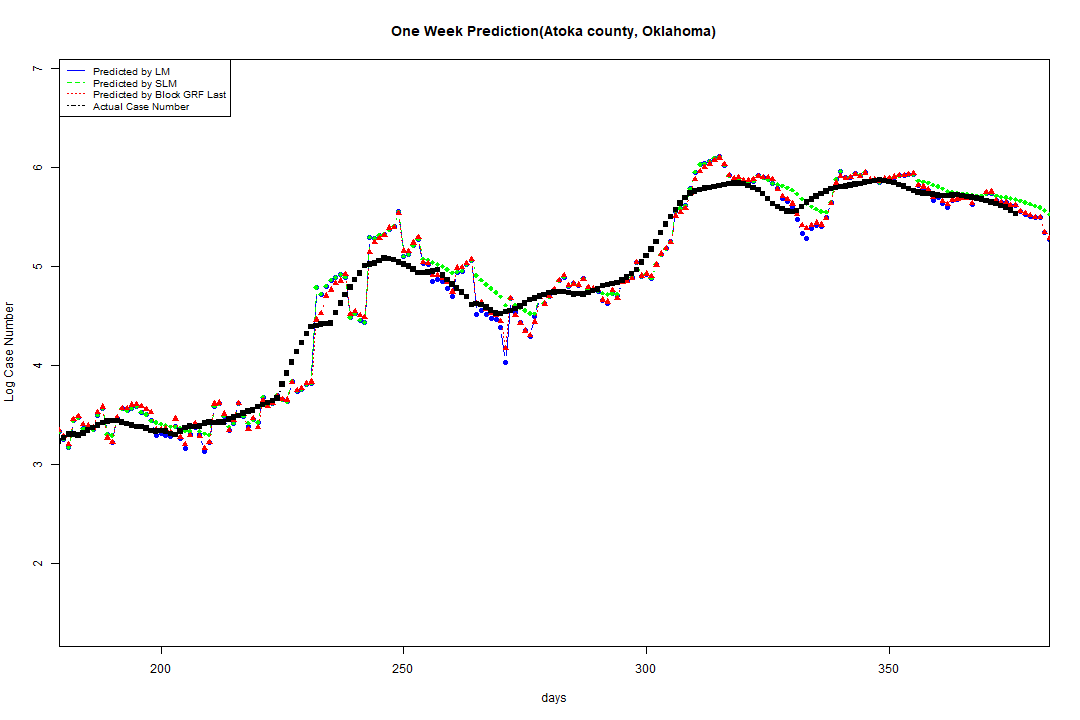 One Week Prediction(Atoka county, Oklahoma)
Predicted by LM
Predicted by SLM
Predicted by Block GRF Last
Actual Case Number
7
6
5
4
3
2
Log Case Number
200
250
300
350
days